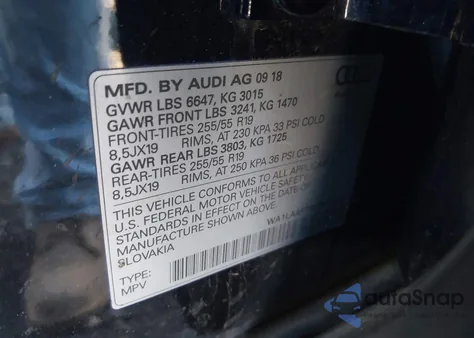 MFD. BY AUDI AG 09 18
GVWR LBS 6647, KG 3015
GAWR FRONT LBS 3241, KG 1470
FRONT-TIRES 255/55 R19
8,5JX19 RIMS, AT 230 KPA 33 PSI COLD
GAWR REAR LBS 3803, KG 1725
REAR-TIRES 255/55 R19
8,5JX19 RIMS, AT 250 KPA 36 PSI COLD
THIS VEHICLE CONFORMS TO ALL APPLICABLE
U.S. FEDERAL MOTOR VEHICLE SAFETY
STANDARDS IN EFFECT ON THE DATE OF
MANUFACTURE SHOWN ABOVE.
SLOVAKIA
TYPE:
MPV
autoSnap